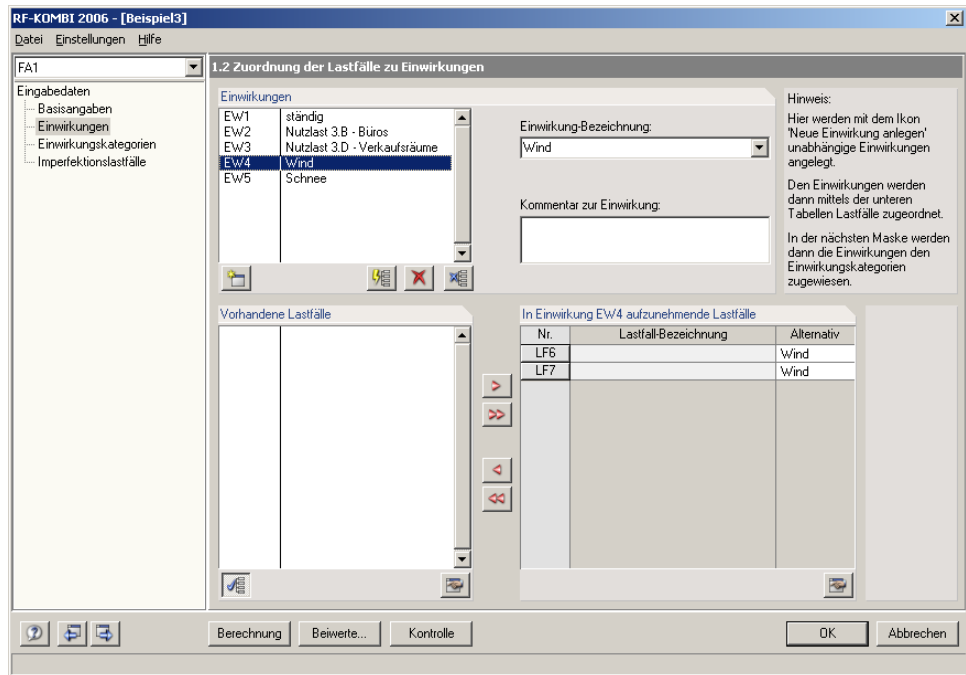 RF-KOMBI 2006 - [Beispiel3]
Datei Einstellungen Hilfe
FA1
Eingabedaten
Basisangaben
Einwirkungen
Einwirkungskategorien
Imperfektionslastfälle
1.2 Zuordnung der Lastfälle zu Einwirkungen
Einwirkungen
EW1 ständig
EW2 Nutzlast 3.B - Büros
EW3 Nutzlast 3.D - Verkaufsräume
EW4 Wind
EW5 Schnee
Einwirkung-Bezeichnung:
Wind
Kommentar zur Einwirkung:
Hinweis:
Hier werden mit dem Ikon
'Neue Einwirkung anlegen'
unabhängige Einwirkungen
angelegt.
Den Einwirkungen werden
dann mittels der unteren
Tabellen Lastfälle zugeordnet.
In der nächsten Maske werden
dann die Einwirkungen den
Einwirkungskategorien
zugewiesen.
Vorhandene Lastfälle
In Einwirkung EW4 aufzunehmende Lastfälle
Nr. Lastfall-Bezeichnung Alternativ
LF6 Wind
LF7 Wind
Berechnung Beiwerte... Kontrolle OK Abbrechen